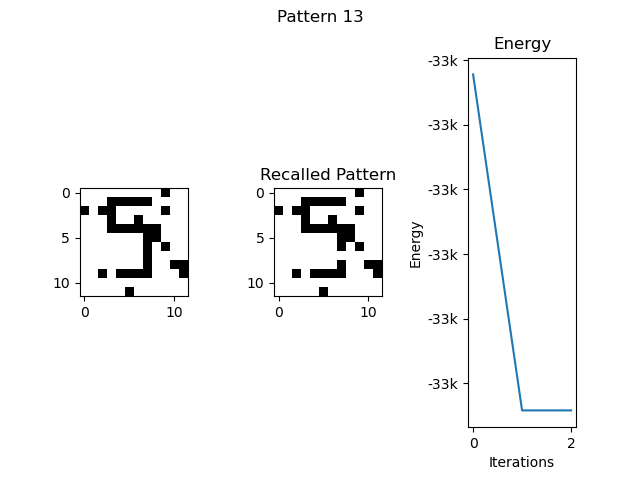 Pattern 13
Energy
-33k
-33k
-33k
-33k
-33k
-33k
Energy
0 2
Iterations
0
5
10
0 10
Recalled Pattern
0
5
10
0 10